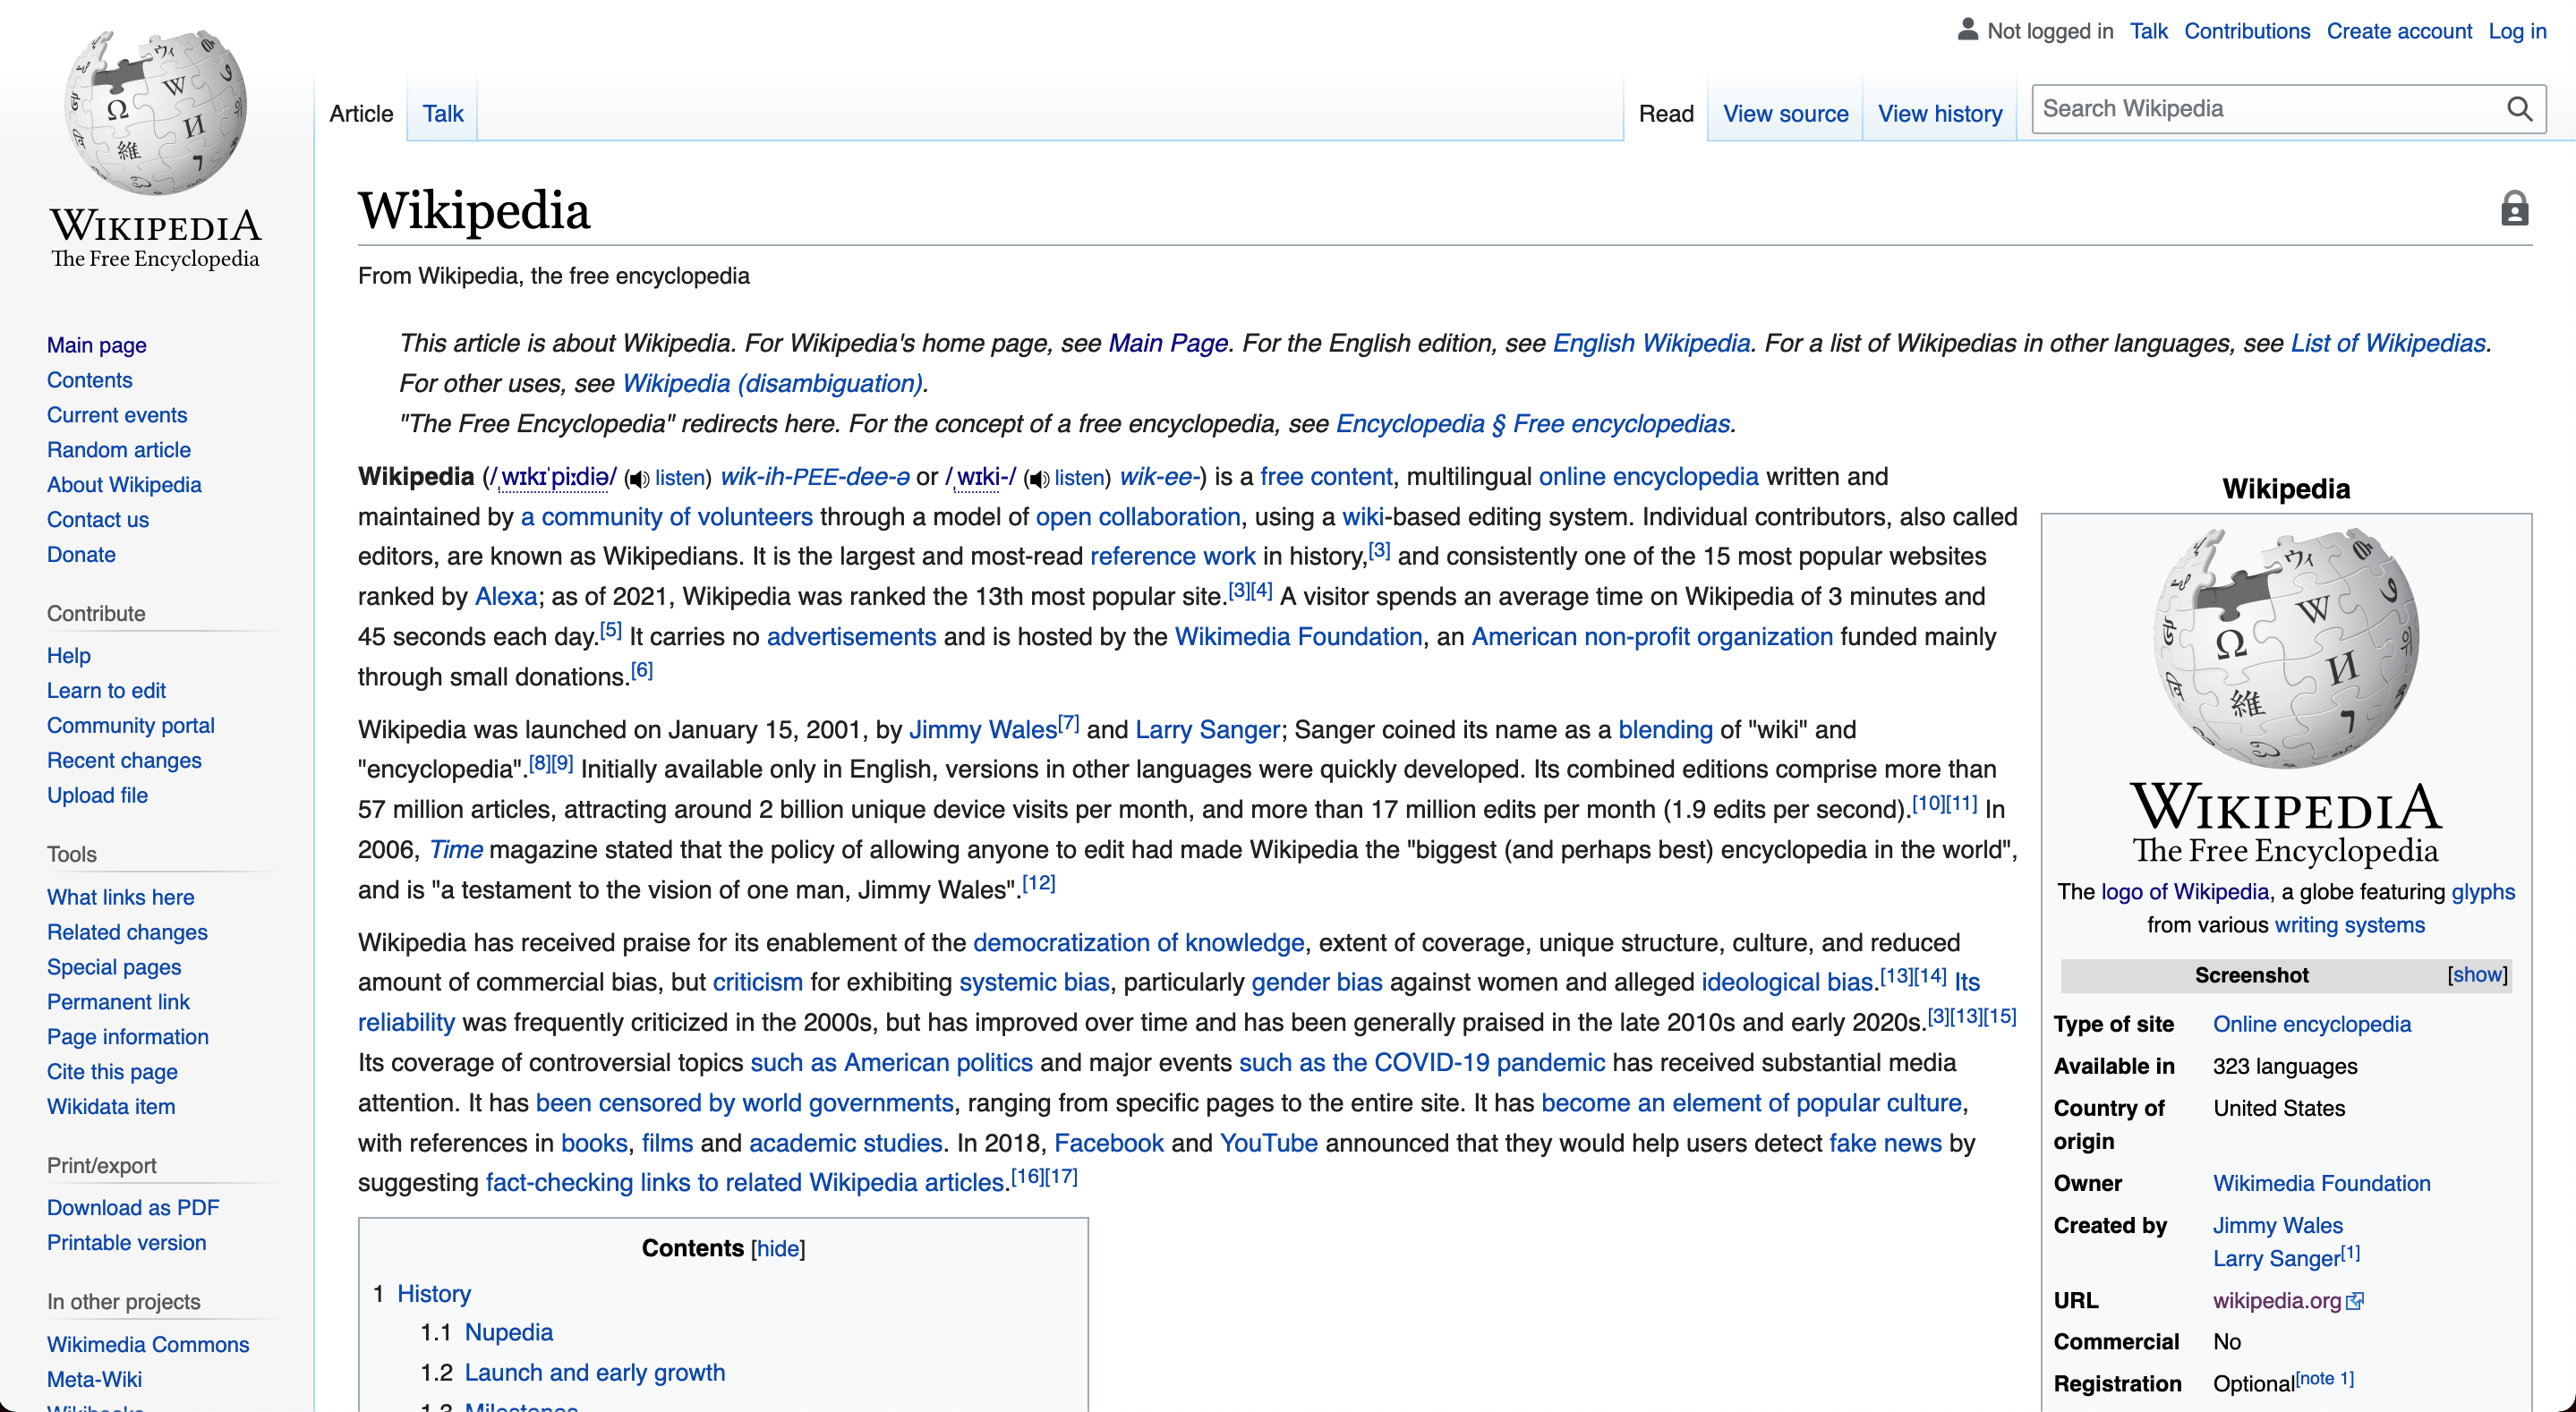 Not logged in Talk Contributions Create account Log in
Article Talk Read View source View history Search Wikipedia
WIKIPEDIA
The Free Encyclopedia
Main page
Contents
Current events
Random article
About Wikipedia
Contact us
Donate
Contribute
Help
Learn to edit
Community portal
Recent changes
Upload file
Tools
What links here
Related changes
Special pages
Permanent link
Page information
Cite this page
Wikidata item
Print/export
Download as PDF
Printable version
In other projects
Wikimedia Commons
Meta-Wiki
Wikipedia
From Wikipedia, the free encyclopedia
This article is about Wikipedia. For Wikipedia's home page, see Main Page. For the English edition, see English Wikipedia. For a list of Wikipedias in other languages, see List of Wikipedias.
For other uses, see Wikipedia (disambiguation).
"The Free Encyclopedia" redirects here. For the concept of a free encyclopedia, see Encyclopedia § Free encyclopedias.
Wikipedia (/ˌwɪkɪˈpiːdiə/ (listen) wik-ih-PEE-dee-ə or /ˌwɪki-/ (listen) wik-ee-) is a free content, multilingual online encyclopedia written and
maintained by a community of volunteers through a model of open collaboration, using a wiki-based editing system. Individual contributors, also called
editors, are known as Wikipedians. It is the largest and most-read reference work in history,[3] and consistently one of the 15 most popular websites
ranked by Alexa; as of 2021, Wikipedia was ranked the 13th most popular site.[3][4] A visitor spends an average time on Wikipedia of 3 minutes and
45 seconds each day.[5] It carries no advertisements and is hosted by the Wikimedia Foundation, an American non-profit organization funded mainly
through small donations.[6]
Wikipedia was launched on January 15, 2001, by Jimmy Wales[7] and Larry Sanger; Sanger coined its name as a blending of "wiki" and
"encyclopedia".[8][9] Initially available only in English, versions in other languages were quickly developed. Its combined editions comprise more than
57 million articles, attracting around 2 billion unique device visits per month, and more than 17 million edits per month (1.9 edits per second).[10][11] In
2006, Time magazine stated that the policy of allowing anyone to edit had made Wikipedia the "biggest (and perhaps best) encyclopedia in the world",
and is "a testament to the vision of one man, Jimmy Wales".[12]
Wikipedia has received praise for its enablement of the democratization of knowledge, extent of coverage, unique structure, culture, and reduced
amount of commercial bias, but criticism for exhibiting systemic bias, particularly gender bias against women and alleged ideological bias.[13][14] Its
reliability was frequently criticized in the 2000s, but has improved over time and has been generally praised in the late 2010s and early 2020s.[3][13][15]
Its coverage of controversial topics such as American politics and major events such as the COVID-19 pandemic has received substantial media
attention. It has been censored by world governments, ranging from specific pages to the entire site. It has become an element of popular culture,
with references in books, films and academic studies. In 2018, Facebook and YouTube announced that they would help users detect fake news by
suggesting fact-checking links to related Wikipedia articles.[16][17]
Contents [hide]
1 History
1.1 Nupedia
1.2 Launch and early growth
1.3 Milestones
Wikipedia
WIKIPEDIA
The Free Encyclopedia
The logo of Wikipedia, a globe featuring glyphs
from various writing systems
Screenshot [show]
Type of site Online encyclopedia
Available in 323 languages
Country of United States
origin
Owner Wikimedia Foundation
Created by Jimmy Wales
Larry Sanger[1]
URL wikipedia.org
Commercial No
Registration Optional[note 1]